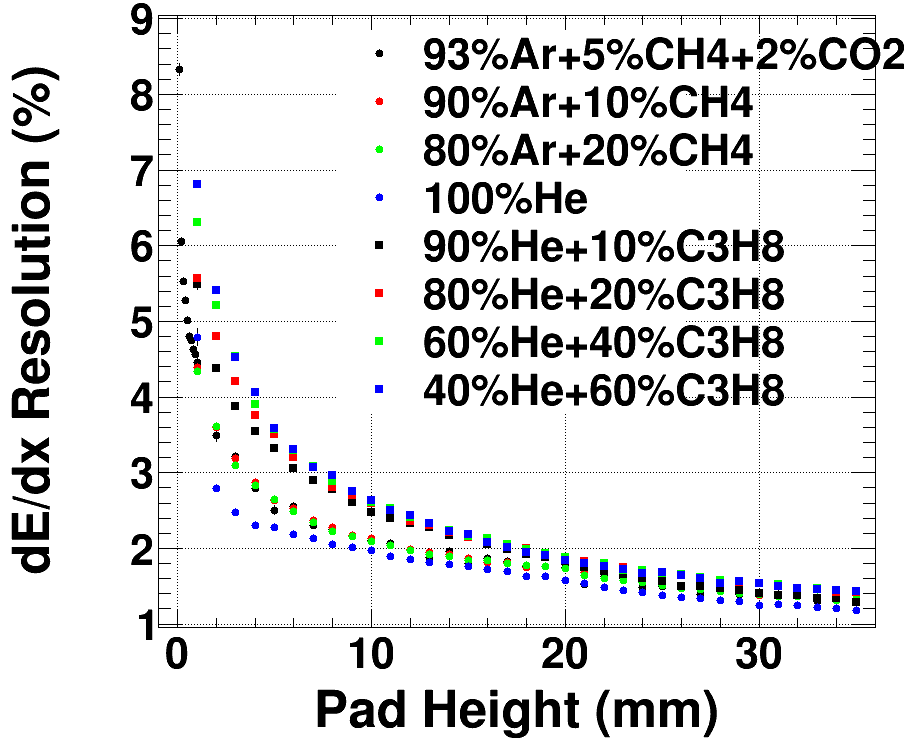 dE/dx Resolution (%)
9
8
7
6
5
4
3
2
1
93%Ar+5%CH4+2%CO2
90%Ar+10%CH4
80%Ar+20%CH4
100%He
90%He+10%C3H8
80%He+20%C3H8
60%He+40%C3H8
40%He+60%C3H8
0 10 20 30
Pad Height (mm)